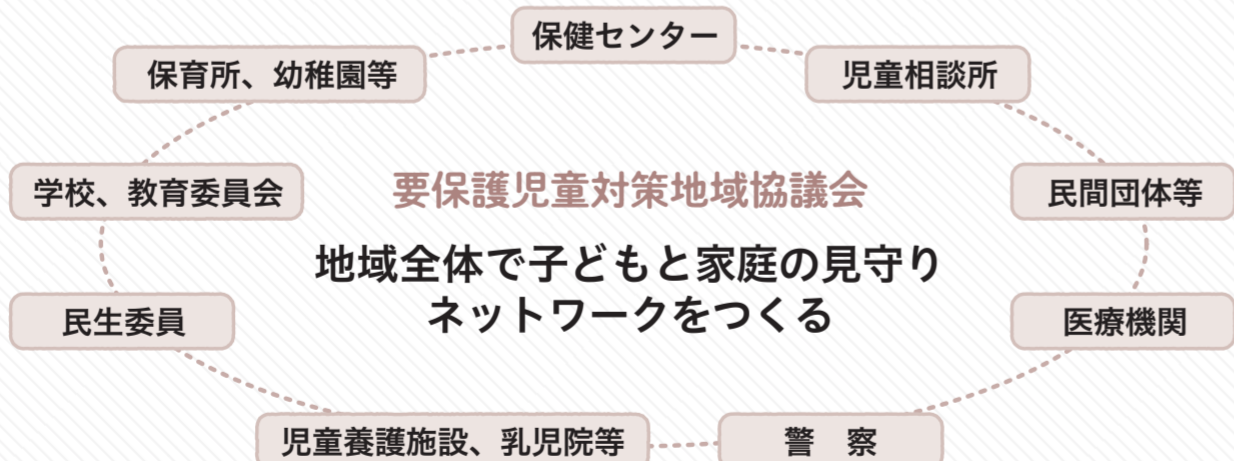 保健センター
保育所、幼稚園等
児童相談所
学校、教育委員会
要保護児童対策地域協議会
民間団体等
地域全体で子どもと家庭の見守り
ネットワークをつくる
民生委員
医療機関
児童養護施設、乳児院等
警　察